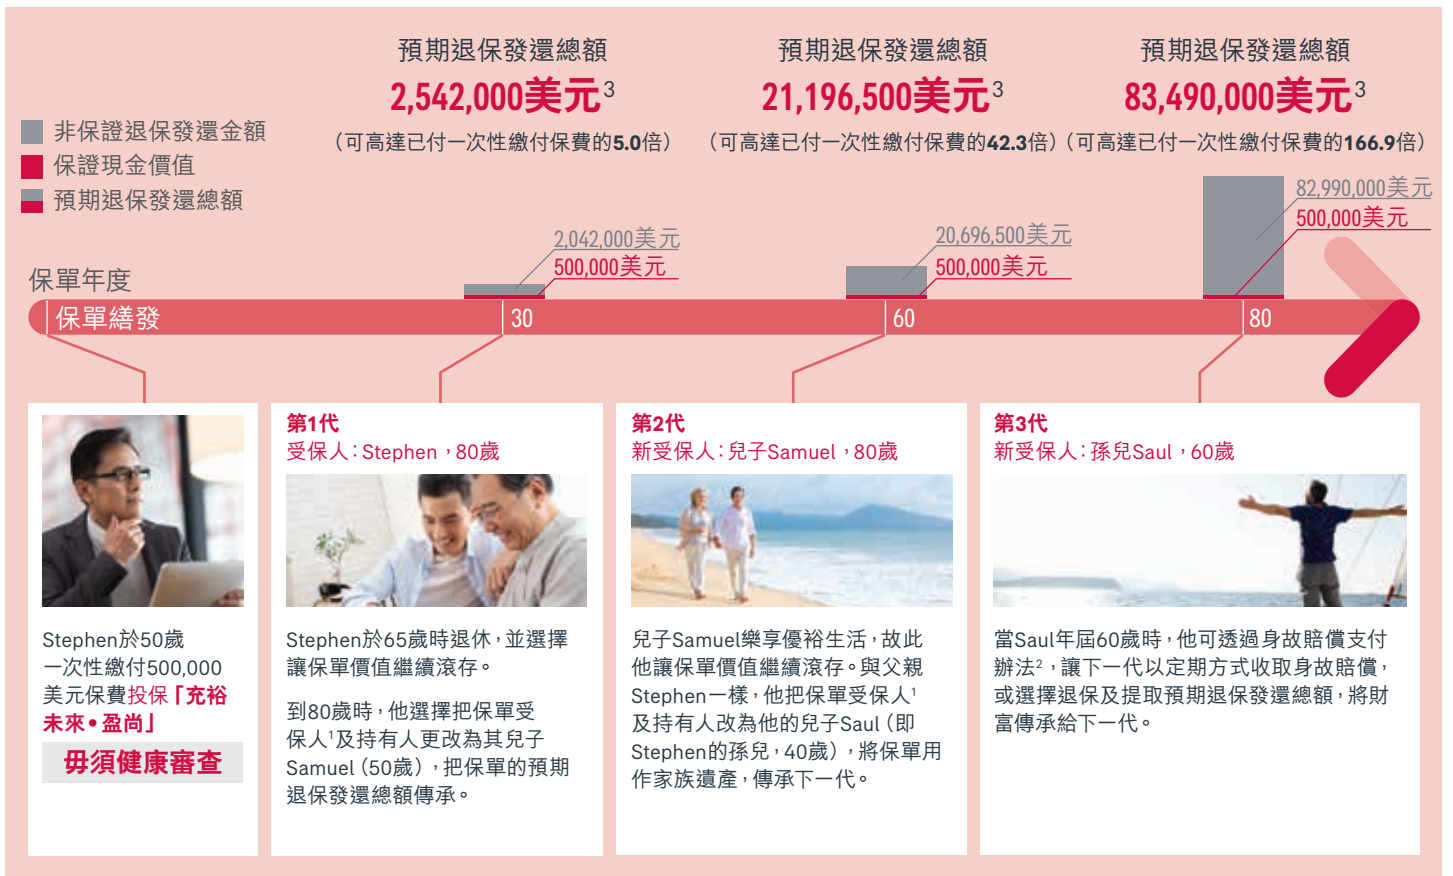 預期退保發還總額
2,542,000美元3
（可高達已付一次性繳付保費的5.0倍）
預期退保發還總額
21,196,500美元3
（可高達已付一次性繳付保費的42.3倍）
預期退保發還總額
83,490,000美元3
（可高達已付一次性繳付保費的166.9倍）
非保證退保發還金額
保證現金價值
預期退保發還總額
2,042,000美元
500,000美元
20,696,500美元
500,000美元
82,990,000美元
500,000美元
保單年度
保單繕發
30
60
80
Stephen於50歲
一次性繳付500,000
美元保費投保「充裕
未來•盈尚」
毋須健康審查
第1代
受保人：Stephen，80歲
Stephen於65歲時退休，並選擇
讓保單價值繼續滾存。
到80歲時，他選擇把保單受
保人1及持有人更改為其兒子
Samuel（50歲），把保單的預期
退保發還總額傳承。
第2代
新受保人：兒子Samuel，80歲
兒子Samuel樂享優裕生活，故此
他讓保單價值繼續滾存。與父親
Stephen一樣，他把保單受保人1
及持有人改為他的兒子Saul（即
Stephen的孫兒，40歲），將保單用
作家族遺產，傳承下一代。
第3代
新受保人：孫兒Saul，60歲
當Saul年屆60歲時，他可透過身故賠償支付
辦法2，讓下一代以定期方式收取身故賠償，
或選擇退保及提取預期退保發還總額，將財
富傳承給下一代。